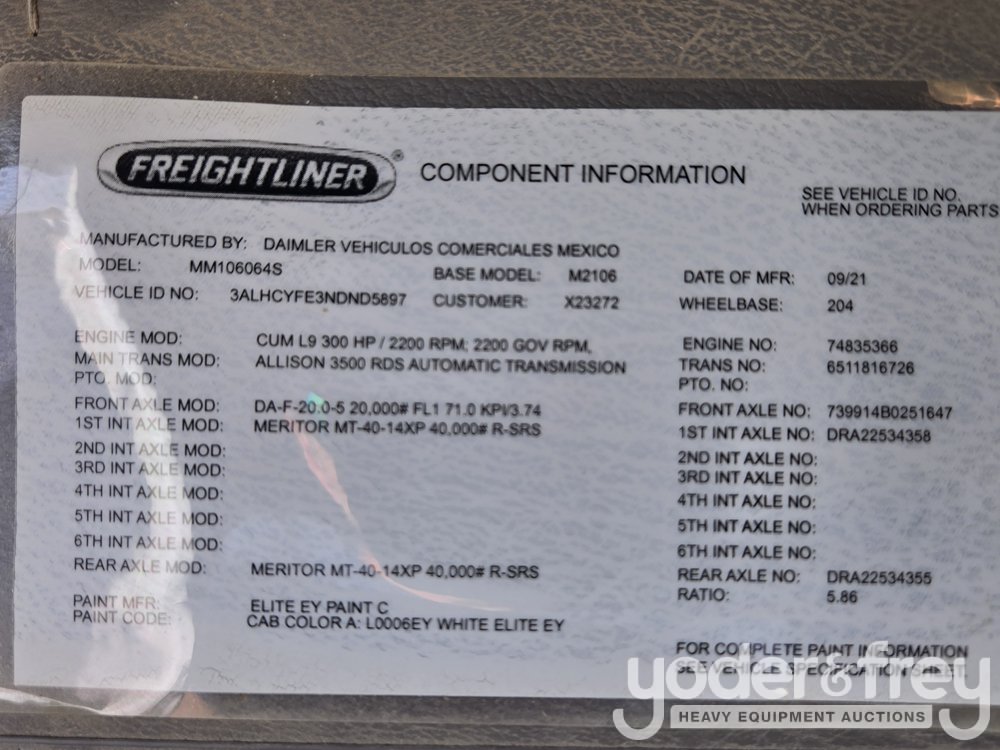 FREIGHTLINER® COMPONENT INFORMATION
SEE VEHICLE ID NO.
WHEN ORDERING PARTS
MANUFACTURED BY: DAIMLER VEHICULOS COMERCIALES MEXICO
MODEL: MM106064S BASE MODEL: M2106 DATE OF MFR: 09/21
VEHICLE ID NO: 3ALHCYFE3NDND5897 CUSTOMER: X23272 WHEELBASE: 204
ENGINE MOD: CUM L9 300 HP / 2200 RPM; 2200 GOV RPM, ENGINE NO: 74835366
MAIN TRANS MOD: ALLISON 3500 RDS AUTOMATIC TRANSMISSION TRANS NO: 6511816726
PTO. MOD: PTO. NO:
FRONT AXLE MOD: DA-F-20.0-5 20,000# FL1 71.0 KPI/3.74 FRONT AXLE NO: 739914B0251647
1ST INT AXLE MOD: MERITOR MT-40-14XP 40,000# R-SRS 1ST INT AXLE NO: DRA22534358
2ND INT AXLE MOD: 2ND INT AXLE NO:
3RD INT AXLE MOD: 3RD INT AXLE NO:
4TH INT AXLE MOD: 4TH INT AXLE NO:
5TH INT AXLE MOD: 5TH INT AXLE NO:
6TH INT AXLE MOD: 6TH INT AXLE NO:
REAR AXLE MOD: MERITOR MT-40-14XP 40,000# R-SRS REAR AXLE NO: DRA22534355
RATIO: 5.86
PAINT MFR: ELITE EY PAINT C
PAINT CODE: CAB COLOR A: L0006EY WHITE ELITE EY
FOR COMPLETE PAINT INFORMATION
SEE VEHICLE SPECIFICATION SHEET.
yoder&frey
HEAVY EQUIPMENT AUCTIONS